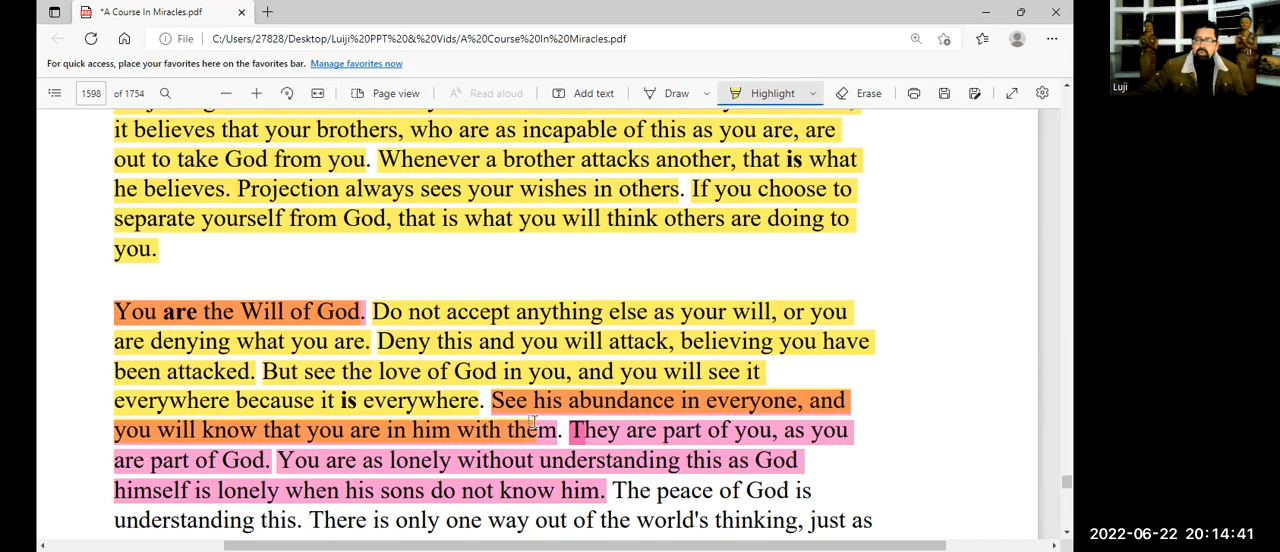 *A Course In Miracles.pdf
File
C:/Users/27828/Desktop/Luiji%20PPT%20&%20Vids/A%20Course%20In%20Miracles.pdf
For quick access, place your favorites here on the favorites bar. Manage favorites now
1598 of 1754
Page view
Read aloud
Add text
Draw
Highlight
Erase
it believes that your brothers, who are as incapable of this as you are, are
out to take God from you. Whenever a brother attacks another, that is what
he believes. Projection always sees your wishes in others. If you choose to
separate yourself from God, that is what you will think others are doing to
you.
You are the Will of God. Do not accept anything else as your will, or you
are denying what you are. Deny this and you will attack, believing you have
been attacked. But see the love of God in you, and you will see it
everywhere because it is everywhere. See his abundance in everyone, and
you will know that you are in him with them. They are part of you, as you
are part of God. You are as lonely without understanding this as God
himself is lonely when his sons do not know him. The peace of God is
understanding this. There is only one way out of the world's thinking, just as
Luji
2022-06-22 20:14:41